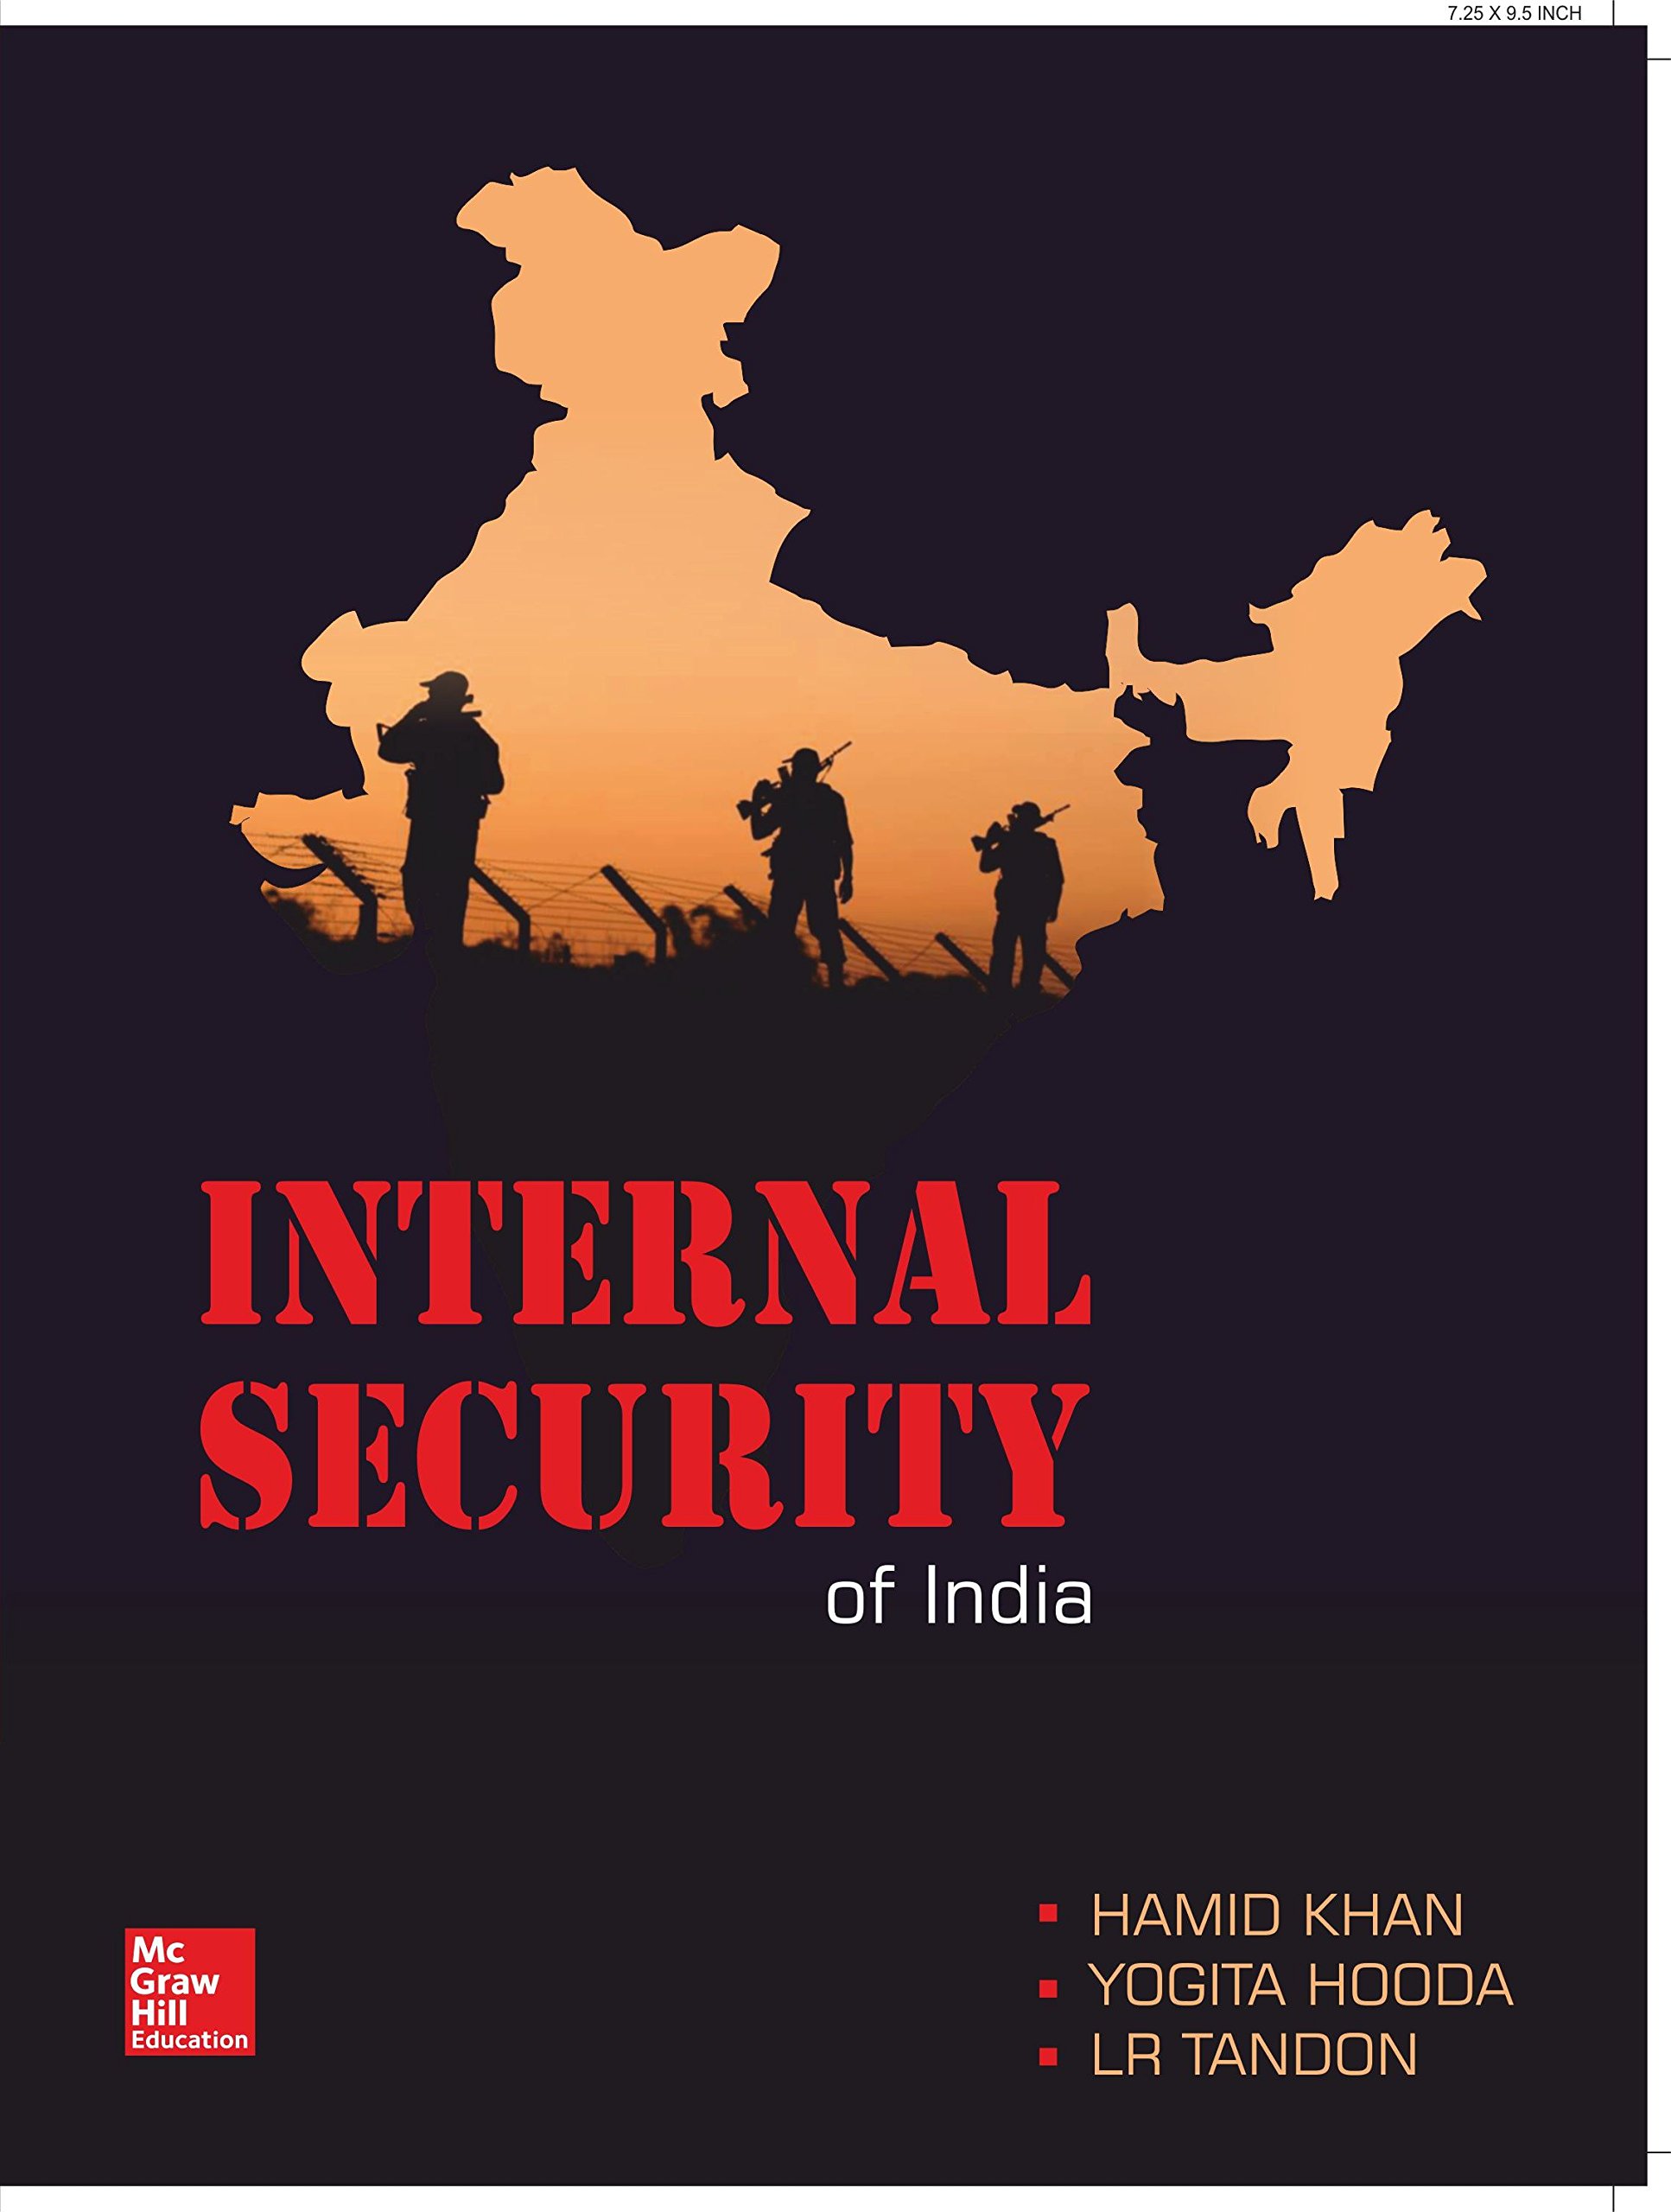 7.25 X 9.5 INCH
INTERNAL
SECURITY
of India
HAMID KHAN
YOGITA HOODA
LR TANDON
Mc
Graw
Hill
Education